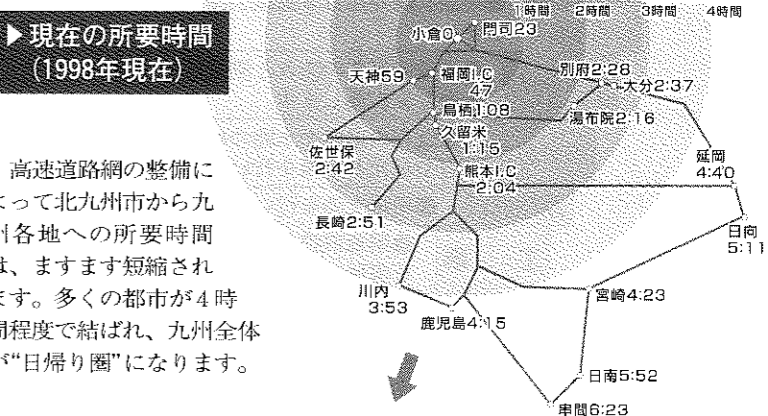 ▶現在の所要時間
(1998年現在)
高速道路網の整備に
よって北九州市から九
州各地への所要時間
は、ますます短縮され
ます。多くの都市が4時
間程度で結ばれ、九州全体
が“日帰り圏”になります。
1時間 2時間 3時間 4時間
小倉0
門司23
天神59
福岡I.C
47
別府2:28
大分2:37
鳥栖1:08
湯布院2:16
久留米
1:15
佐世保
2:42
熊本I.C
2:04
延岡
4:40
長崎2:51
日向
5:11
川内
3:53
宮崎4:23
鹿児島4:15
日南5:52
串間6:23